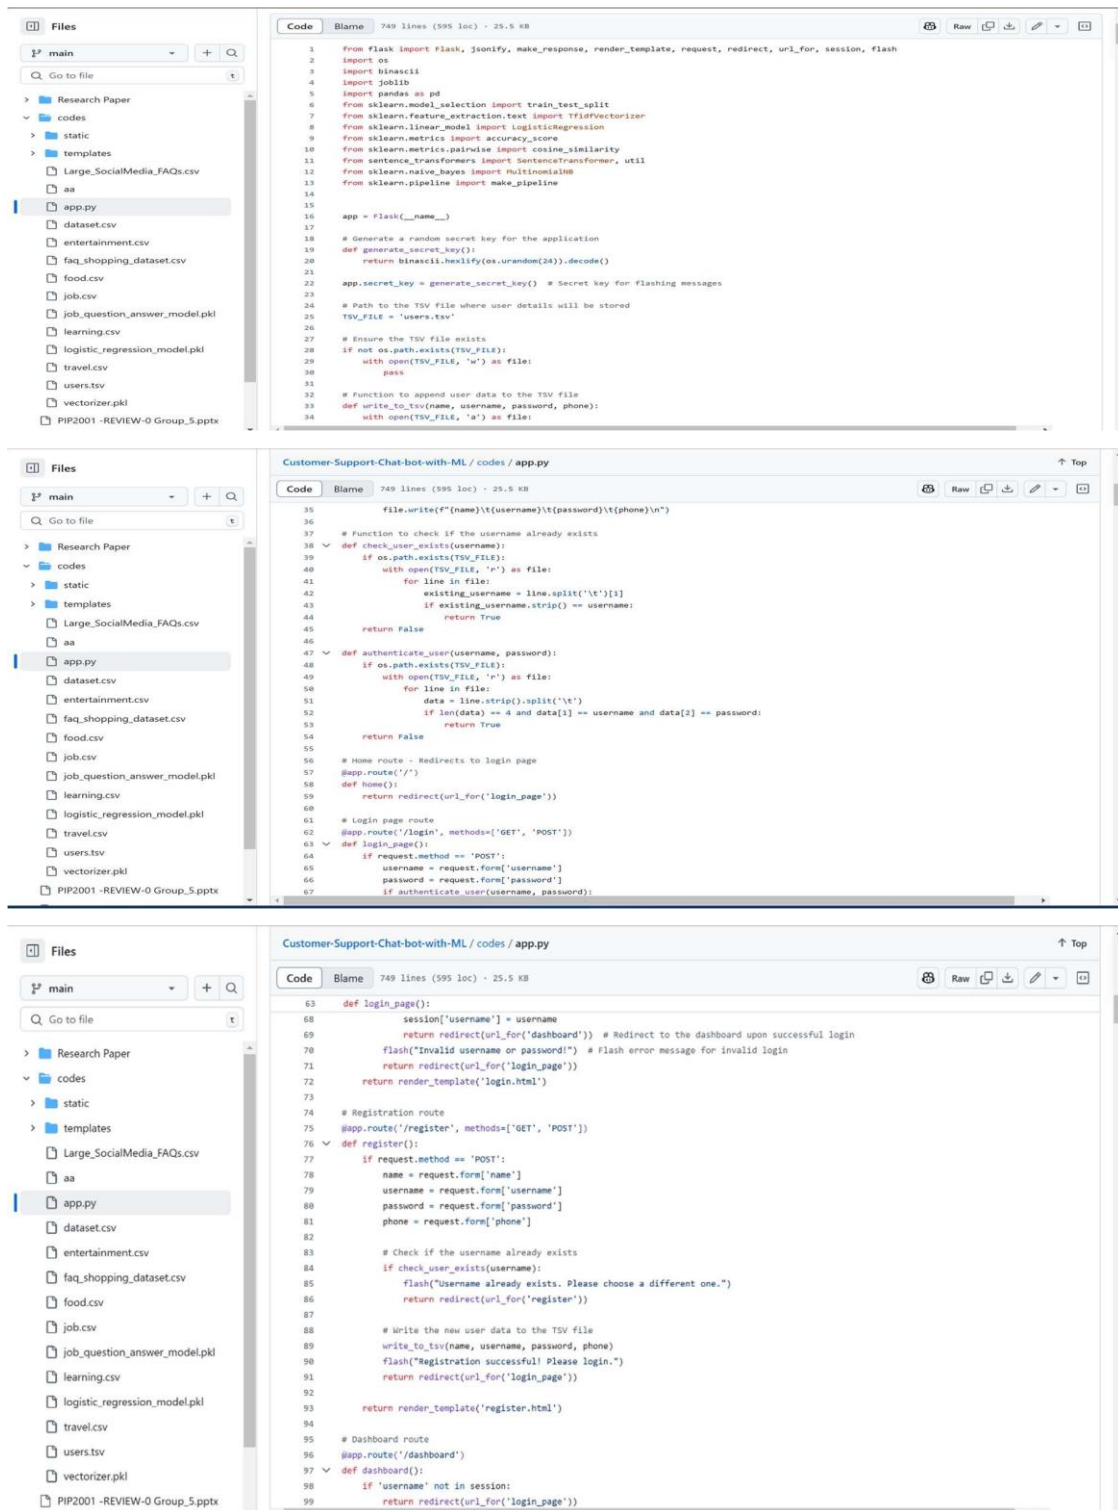 Files
main
Go to file
t
Research Paper
codes
static
templates
Large_SocialMedia_FAQs.csv
aa
app.py
dataset.csv
entertainment.csv
faq_shopping_dataset.csv
food.csv
job.csv
job_question_answer_model.pkl
learning.csv
logistic_regression_model.pkl
travel.csv
users.tsv
vectorizer.pkl
PIP2001 -REVIEW-0 Group_5.pptx
Code Blame 749 lines (595 loc) · 25.5 KB Raw
1 from flask import Flask, jsonify, make_response, render_template, request, redirect, url_for, session, flash
2 import os
3 import binascii
4 import joblib
5 import pandas as pd
6 from sklearn.model_selection import train_test_split
7 from sklearn.feature_extraction.text import TfidfVectorizer
8 from sklearn.linear_model import LogisticRegression
9 from sklearn.metrics import accuracy_score
10 from sklearn.metrics.pairwise import cosine_similarity
11 from sentence_transformers import SentenceTransformer, util
12 from sklearn.naive_bayes import MultinomialNB
13 from sklearn.pipeline import make_pipeline
14
15
16 app = Flask(__name__)
17
18 # Generate a random secret key for the application
19 def generate_secret_key():
20     return binascii.hexlify(os.urandom(24)).decode()
21
22 app.secret_key = generate_secret_key()  # Secret key for flashing messages
23
24 # Path to the TSV file where user details will be stored
25 TSV_FILE = 'users.tsv'
26
27 # Ensure the TSV file exists
28 if not os.path.exists(TSV_FILE):
29     with open(TSV_FILE, 'w') as file:
30         pass
31
32 # Function to append user data to the TSV file
33 def write_to_tsv(name, username, password, phone):
34     with open(TSV_FILE, 'a') as file:
Files
main
Go to file
t
Research Paper
codes
static
templates
Large_SocialMedia_FAQs.csv
aa
app.py
dataset.csv
entertainment.csv
faq_shopping_dataset.csv
food.csv
job.csv
job_question_answer_model.pkl
learning.csv
logistic_regression_model.pkl
travel.csv
users.tsv
vectorizer.pkl
PIP2001 -REVIEW-0 Group_5.pptx
Customer-Support-Chat-bot-with-ML / codes / app.py Top
Code Blame 749 lines (595 loc) · 25.5 KB Raw
35         file.write(f"{name}\t{username}\t{password}\t{phone}\n")
36
37 # Function to check if the username already exists
38 def check_user_exists(username):
39     if os.path.exists(TSV_FILE):
40         with open(TSV_FILE, 'r') as file:
41             for line in file:
42                 existing_username = line.split('\t')[1]
43                 if existing_username.strip() == username:
44                     return True
45     return False
46
47 def authenticate_user(username, password):
48     if os.path.exists(TSV_FILE):
49         with open(TSV_FILE, 'r') as file:
50             for line in file:
51                 data = line.strip().split('\t')
52                 if len(data) == 4 and data[1] == username and data[2] == password:
53                     return True
54     return False
55
56 # Home route - Redirects to login page
57 @app.route('/')
58 def home():
59     return redirect(url_for('login_page'))
60
61 # Login page route
62 @app.route('/login', methods=['GET', 'POST'])
63 def login_page():
64     if request.method == 'POST':
65         username = request.form['username']
66         password = request.form['password']
67         if authenticate_user(username, password):
Files
main
Go to file
t
Research Paper
codes
static
templates
Large_SocialMedia_FAQs.csv
aa
app.py
dataset.csv
entertainment.csv
faq_shopping_dataset.csv
food.csv
job.csv
job_question_answer_model.pkl
learning.csv
logistic_regression_model.pkl
travel.csv
users.tsv
vectorizer.pkl
PIP2001 -REVIEW-0 Group_5.pptx
Customer-Support-Chat-bot-with-ML / codes / app.py Top
Code Blame 749 lines (595 loc) · 25.5 KB Raw
63 def login_page():
68             session['username'] = username
69             return redirect(url_for('dashboard'))  # Redirect to the dashboard upon successful login
70         flash("Invalid username or password!")  # Flash error message for invalid login
71         return redirect(url_for('login_page'))
72     return render_template('login.html')
73
74 # Registration route
75 @app.route('/register', methods=['GET', 'POST'])
76 def register():
77     if request.method == 'POST':
78         name = request.form['name']
79         username = request.form['username']
80         password = request.form['password']
81         phone = request.form['phone']
82
83         # Check if the username already exists
84         if check_user_exists(username):
85             flash("Username already exists. Please choose a different one.")
86             return redirect(url_for('register'))
87
88         # Write the new user data to the TSV file
89         write_to_tsv(name, username, password, phone)
90         flash("Registration successful! Please login.")
91         return redirect(url_for('login_page'))
92
93     return render_template('register.html')
94
95 # Dashboard route
96 @app.route('/dashboard')
97 def dashboard():
98     if 'username' not in session:
99         return redirect(url_for('login_page'))